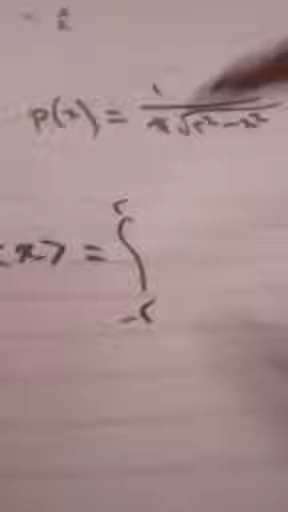 p(x) = 1 / π√r²-x²
<x> = ∫ r -r